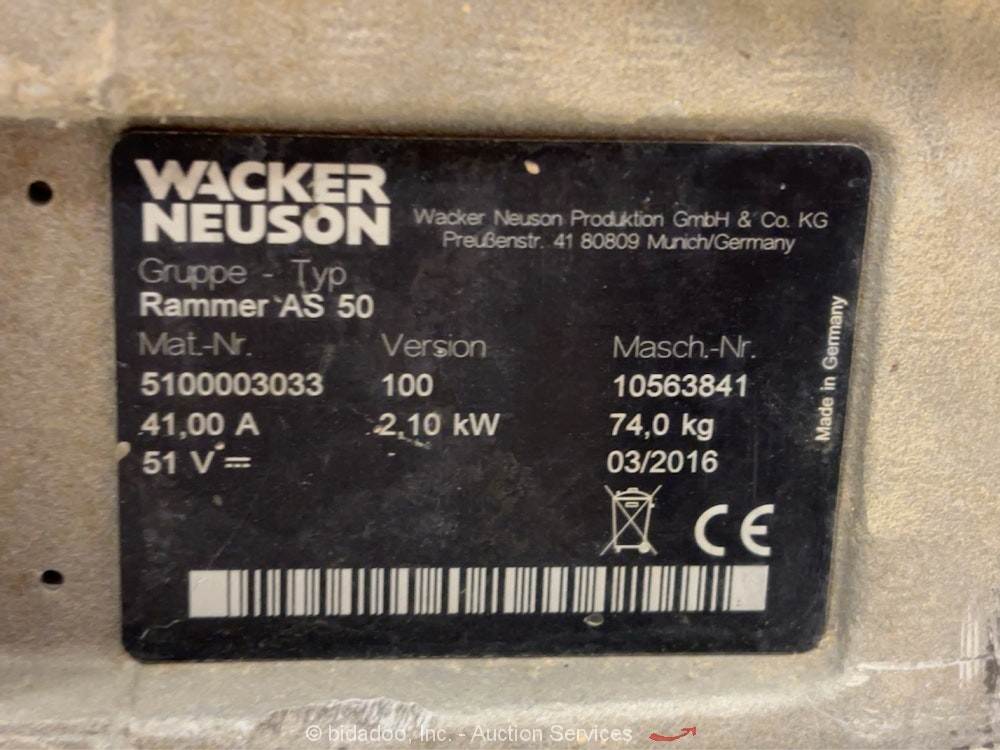 WACKER
NEUSON
Wacker Neuson Produktion GmbH & Co. KG
Preußenstr. 41 80809 Munich/Germany
Gruppe - Typ
Rammer AS 50
Mat.-Nr. Version Masch.-Nr.
5100003033 100 10563841
41,00 A 2,10 kW 74,0 kg
51 V 03/2016
CE
Made in Germany
© bidadoo, Inc. - Auction Services